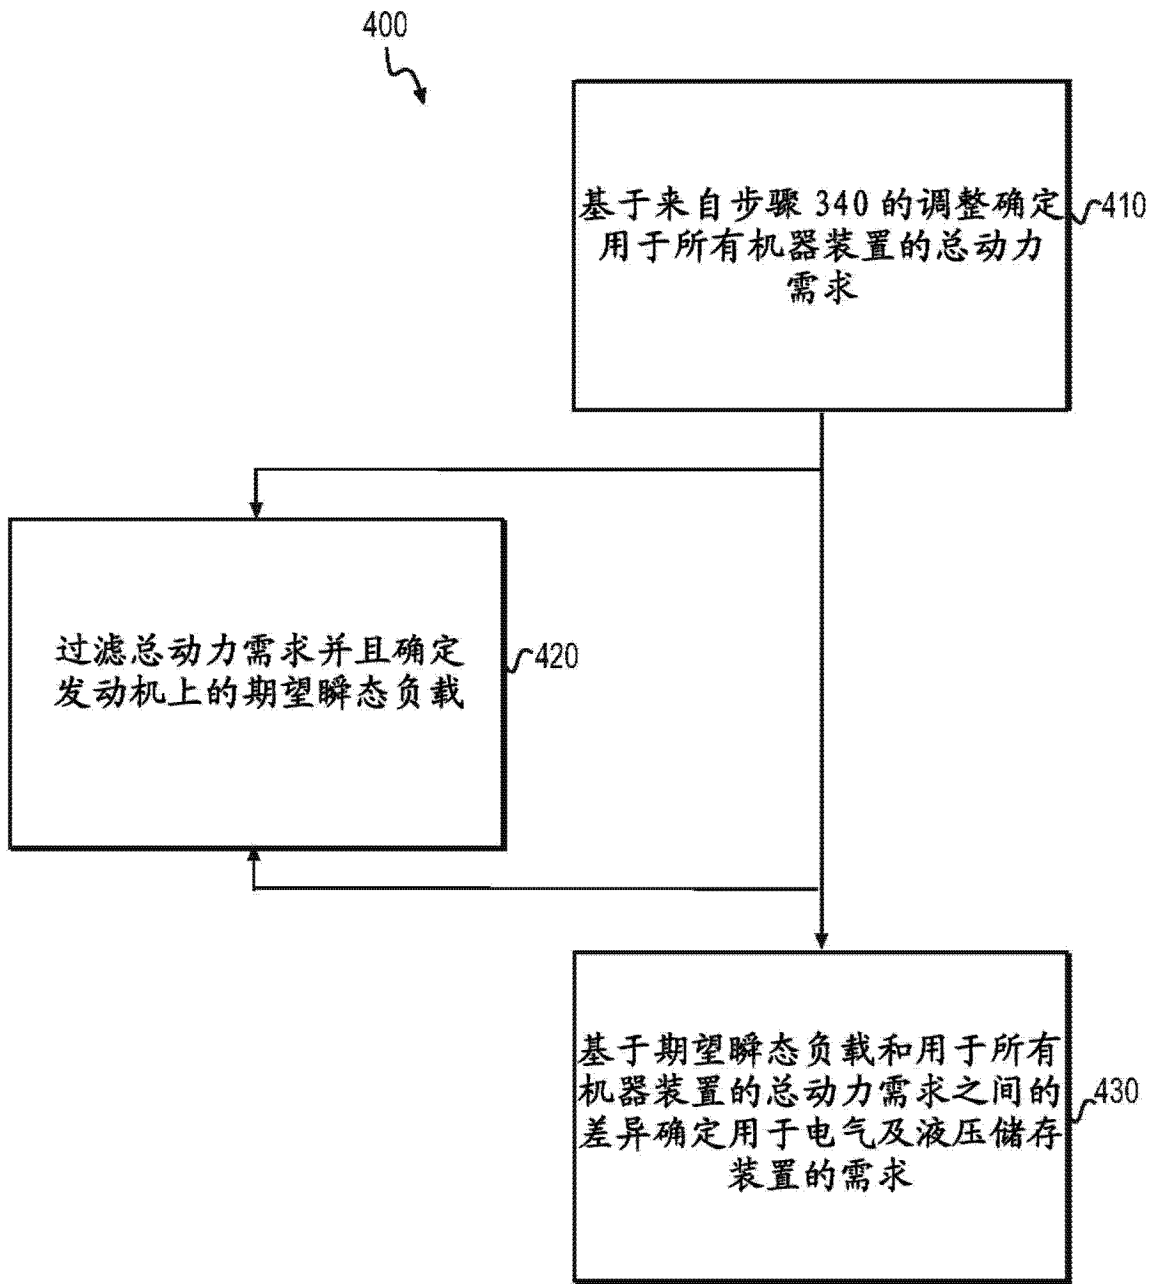 400
基于来自步骤 340 的调整确定
用于所有机器装置的总动力
需求
410
过滤总动力需求并且确定
发动机上的期望瞬态负载
420
基于期望瞬态负载和用于所有
机器装置的总动力需求之间的
差异确定用于电气及液压储存
装置的需求
430